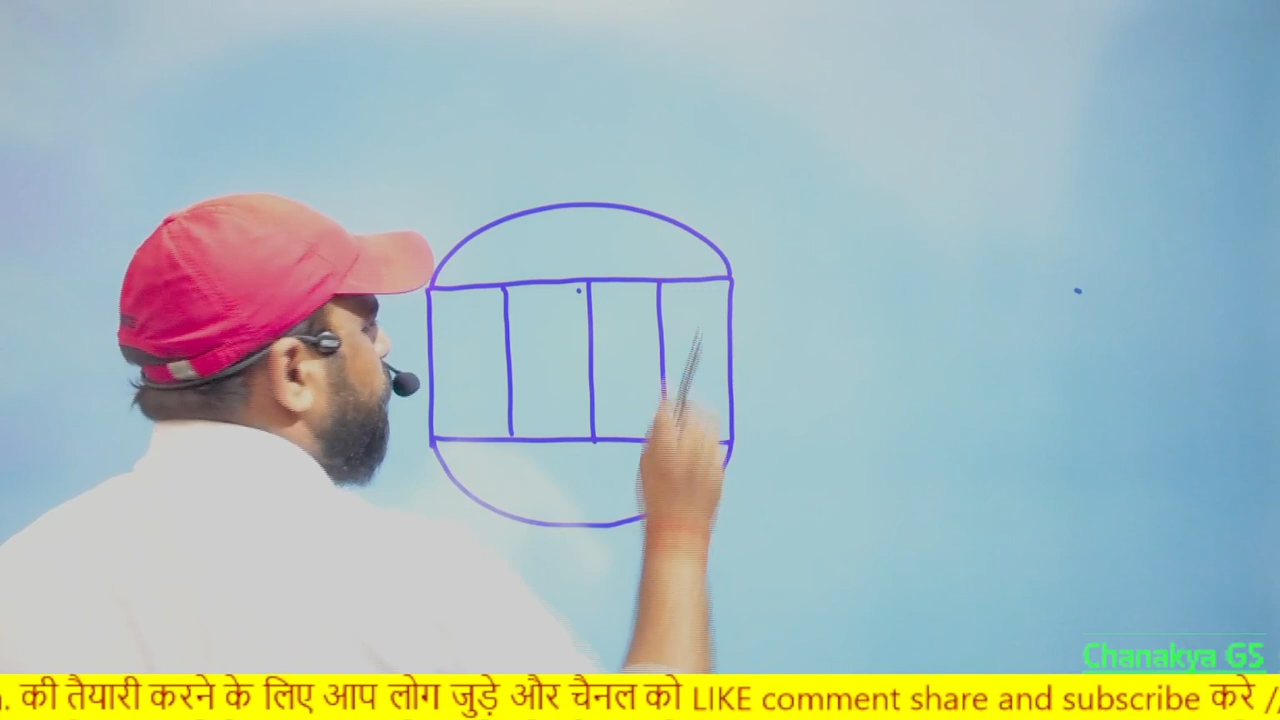 Chanakya GS
. की तैयारी करने के लिए आप लोग जुड़े और चैनल को LIKE comment share and subscribe करे //